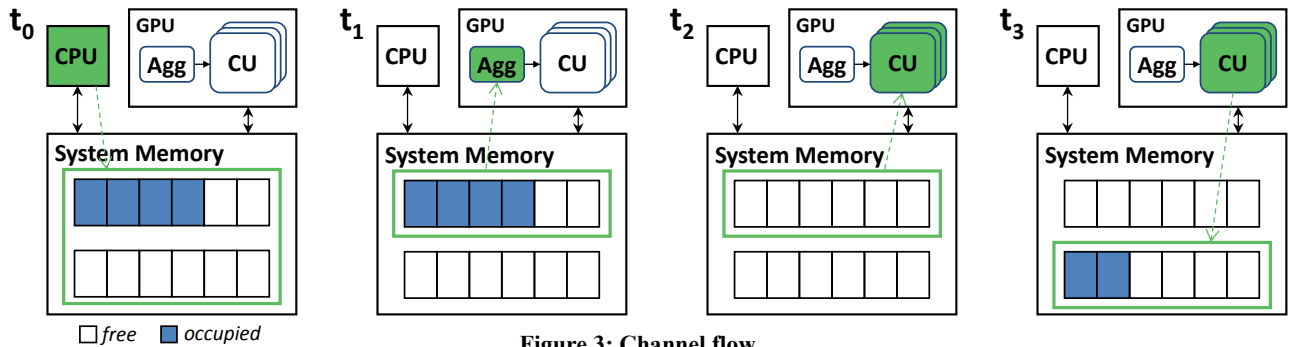 t0
CPU
GPU
Agg
CU
System Memory
free
occupied
t1
CPU
GPU
Agg
CU
System Memory
t2
CPU
GPU
Agg
CU
System Memory
t3
CPU
GPU
Agg
CU
System Memory
Figure 3: Channel flow